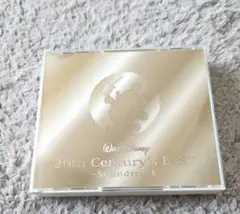 Walt Disney
20th Century's Best
~Soundtrack